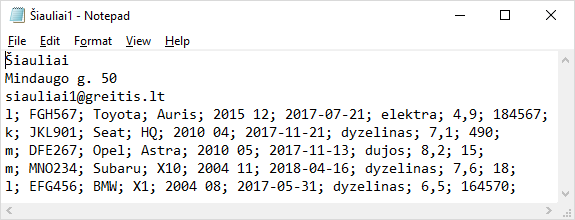 Šiauliai1 - Notepad
File Edit Format View Help
Šiauliai
Mindaugo g. 50
siauliai1@greitis.lt
l; FGH567; Toyota; Auris; 2015 12; 2017-07-21; elektra; 4,9; 184567;
k; JKL901; Seat; HQ; 2010 04; 2017-11-21; dyzelinas; 7,1; 490;
m; DFE267; Opel; Astra; 2010 05; 2017-11-13; dujos; 8,2; 15;
m; MNO234; Subaru; X10; 2004 11; 2018-04-16; dyzelinas; 7,6; 18;
l; EFG456; BMW; X1; 2004 08; 2017-05-31; dyzelinas; 6,5; 164570;